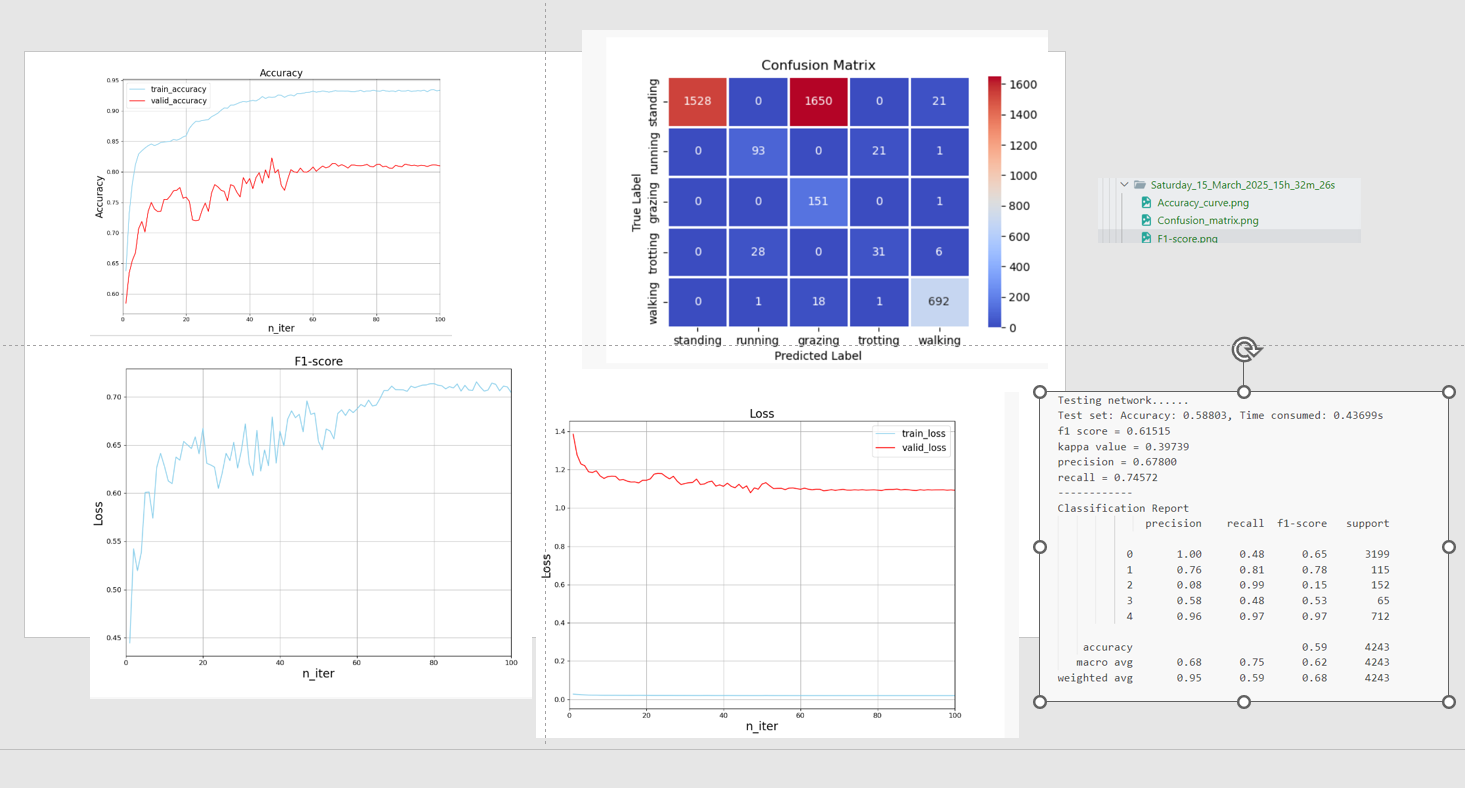 Accuracy
train_accuracy
valid_accuracy
0.95
0.90
0.85
0.80
0.75
0.70
0.65
0.60
Accuracy
0 20 40 60 80 100
n_iter
Confusion Matrix
standing 1528 0 1650 0 21
running 0 93 0 21 1
grazing 0 0 151 0 1
trotting 0 28 0 31 6
walking 0 1 18 1 692
True Label
standing running grazing trotting walking
Predicted Label
1600
1400
1200
1000
800
600
400
200
0
Saturday_15_March_2025_15h_32m_26s
Accuracy_curve.png
Confusion_matrix.png
F1-score.png
F1-score
0.70
0.65
0.60
0.55
0.50
0.45
Loss
0 20 40 60 80 100
n_iter
Loss
train_loss
valid_loss
1.4
1.2
1.0
0.8
0.6
0.4
0.2
0.0
Loss
0 20 40 60 80 100
n_iter
Testing network......
Test set: Accuracy: 0.58803, Time consumed: 0.43699s
f1 score = 0.61515
kappa value = 0.39739
precision = 0.67800
recall = 0.74572
------------
Classification Report
precision recall f1-score support
0 1.00 0.48 0.65 3199
1 0.76 0.81 0.78 115
2 0.08 0.99 0.15 152
3 0.58 0.48 0.53 65
4 0.96 0.97 0.97 712
accuracy 0.59 4243
macro avg 0.68 0.75 0.62 4243
weighted avg 0.95 0.59 0.68 4243